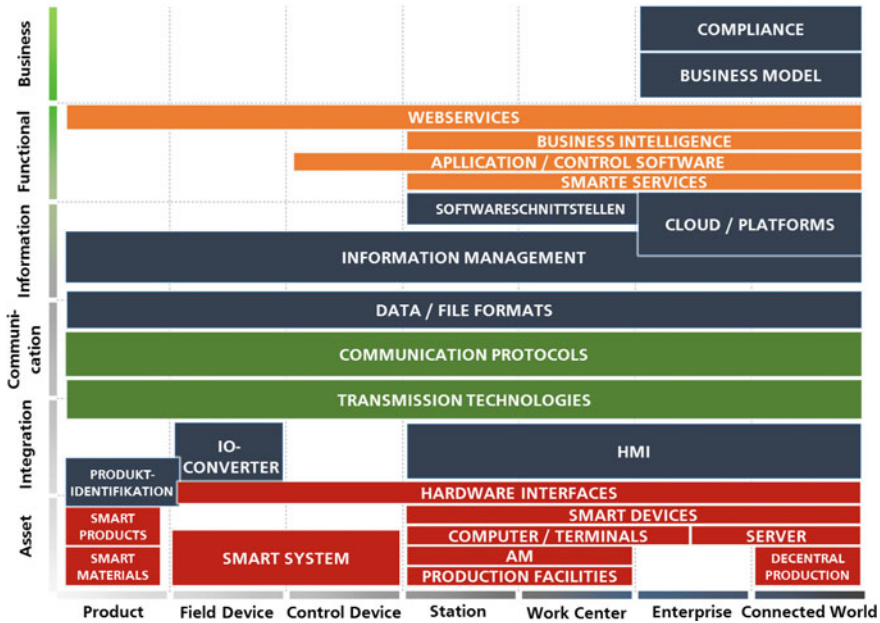 Business
COMPLIANCE
BUSINESS MODEL
Functional
WEBSERVICES
BUSINESS INTELLIGENCE
APLLICATION / CONTROL SOFTWARE
SMARTE SERVICES
Information
SOFTWARESCHNITTSTELLEN
CLOUD / PLATFORMS
INFORMATION MANAGEMENT
Communi-
cation
DATA / FILE FORMATS
COMMUNICATION PROTOCOLS
TRANSMISSION TECHNOLOGIES
Integration
IO-
CONVERTER
HMI
PRODUKT-
IDENTIFIKATION
HARDWARE INTERFACES
Asset
SMART
PRODUCTS
SMART DEVICES
COMPUTER / TERMINALS
SERVER
SMART
MATERIALS
SMART SYSTEM
AM
PRODUCTION FACILITIES
DECENTRAL
PRODUCTION
Product
Field Device
Control Device
Station
Work Center
Enterprise
Connected World